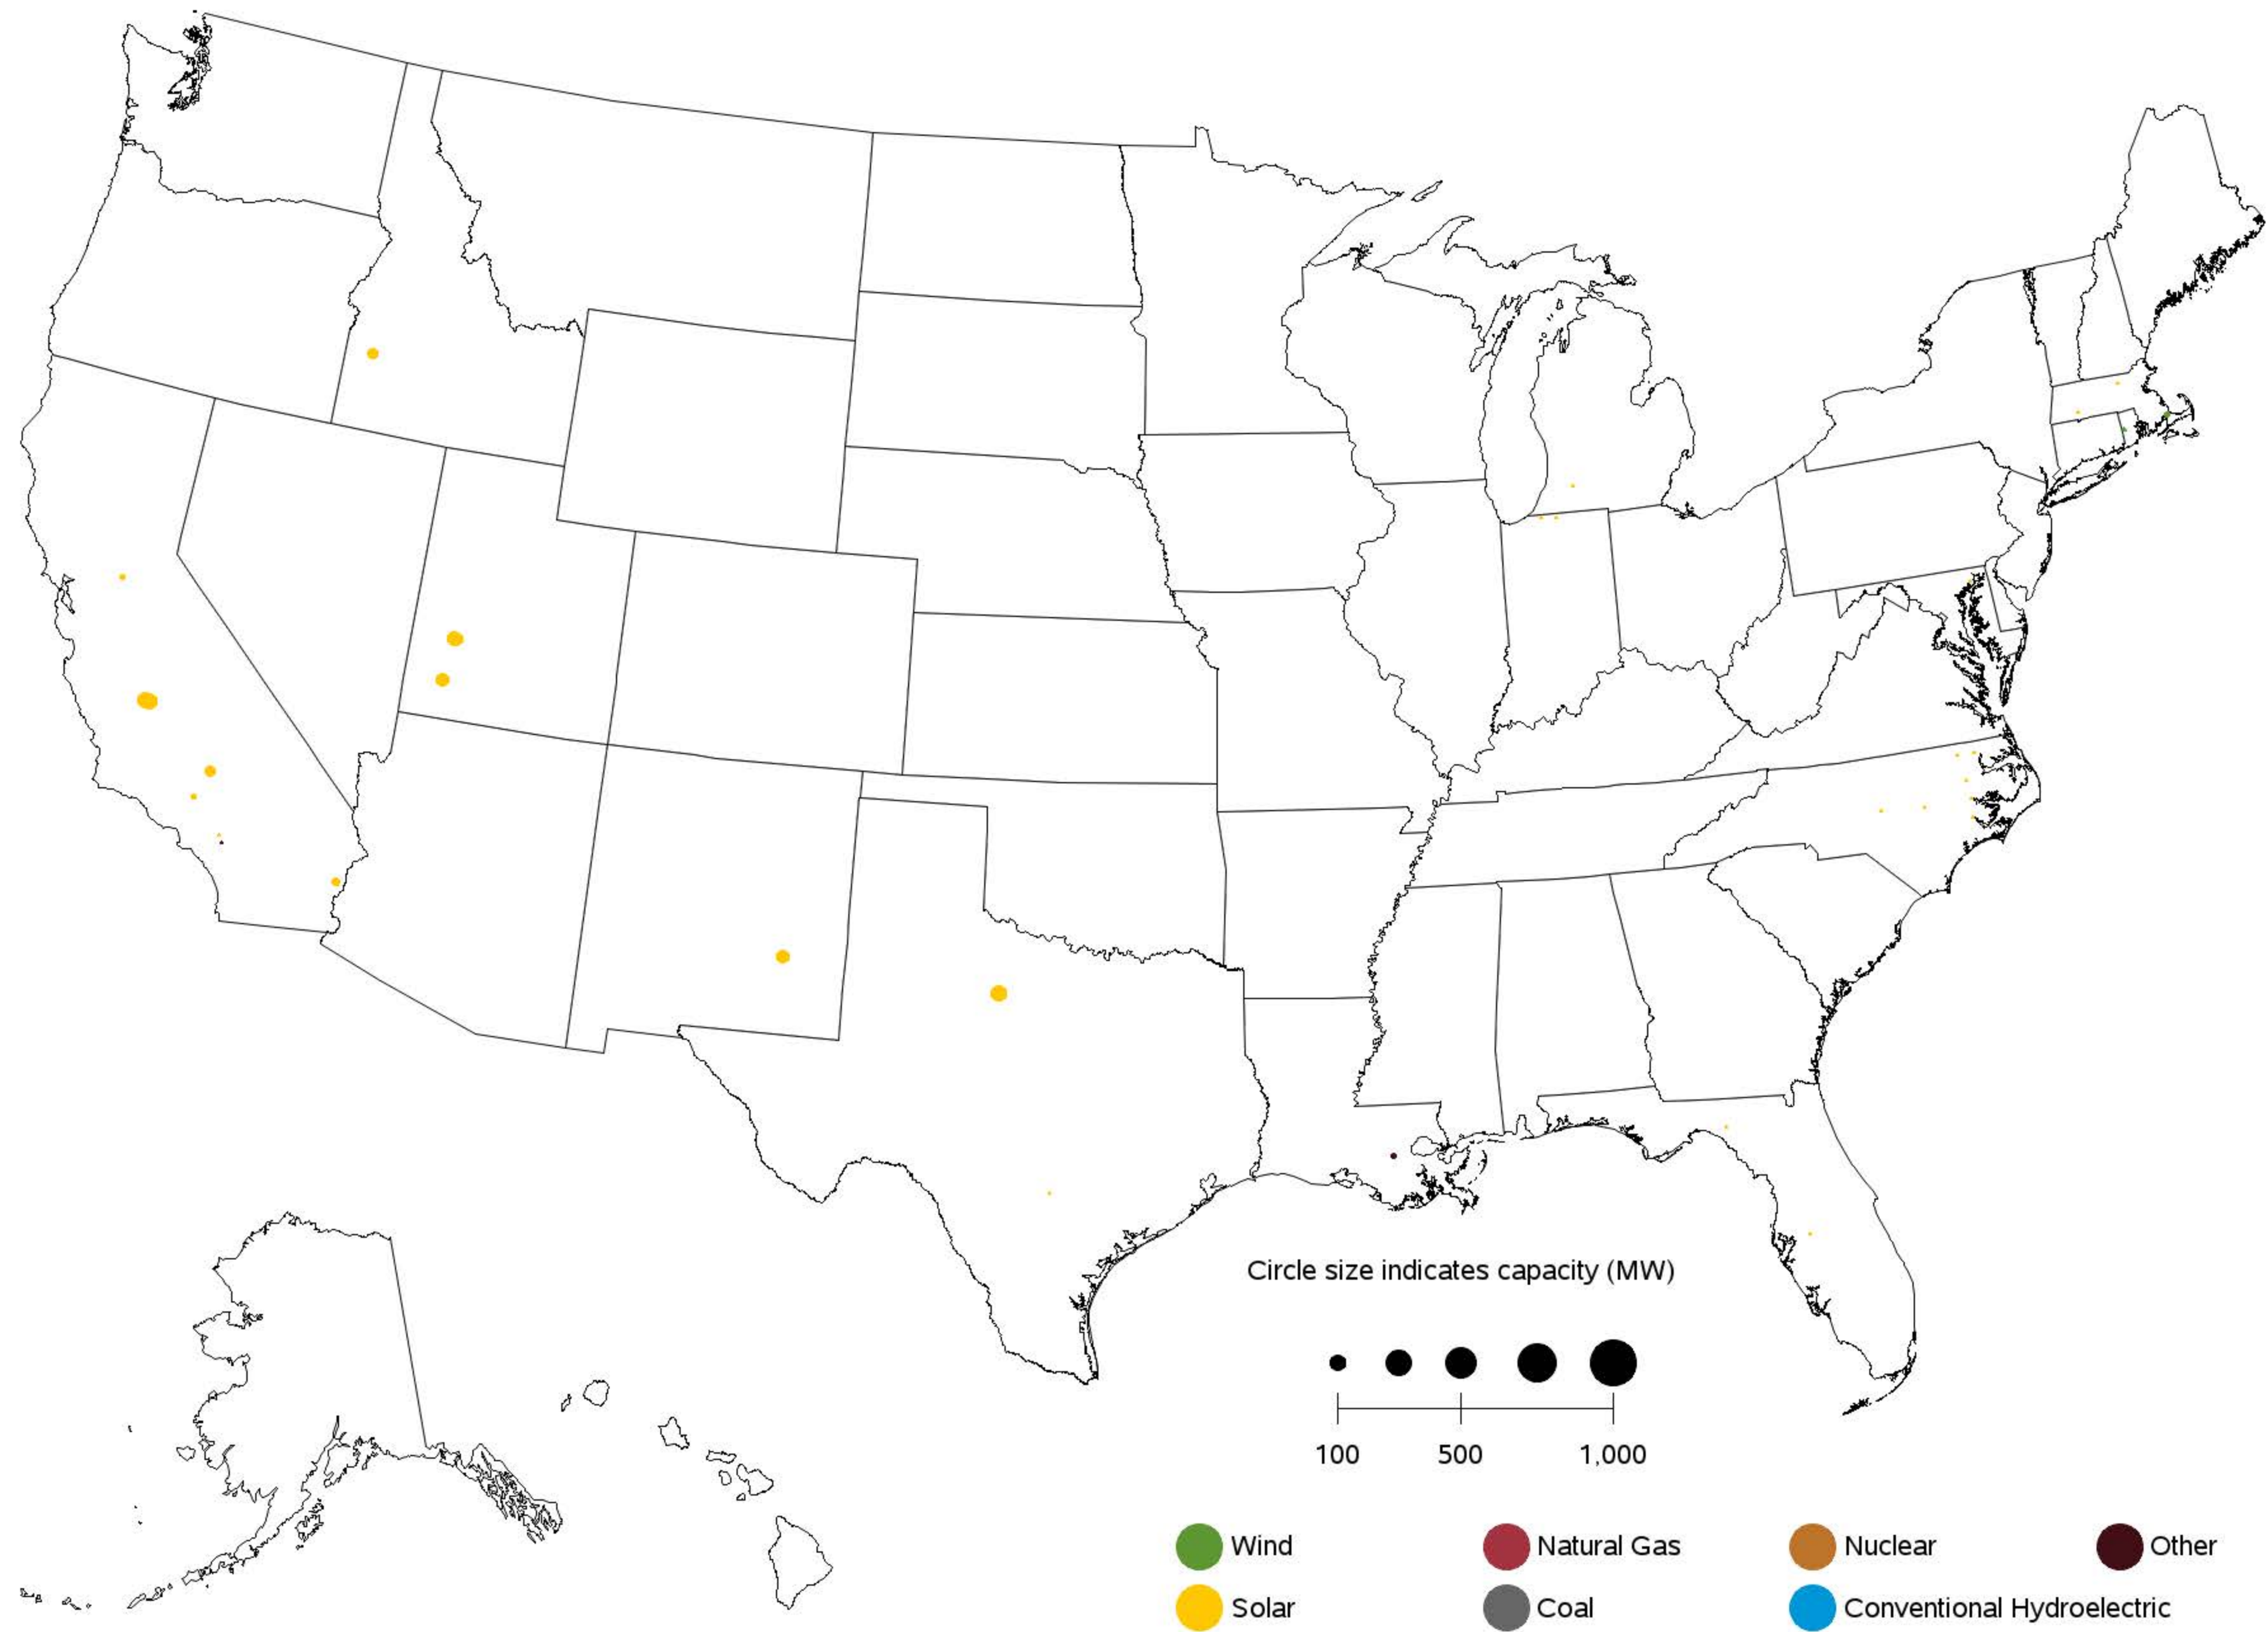 Circle size indicates capacity (MW)
100 500 1,000
Wind Natural Gas Nuclear Other
Solar Coal Conventional Hydroelectric